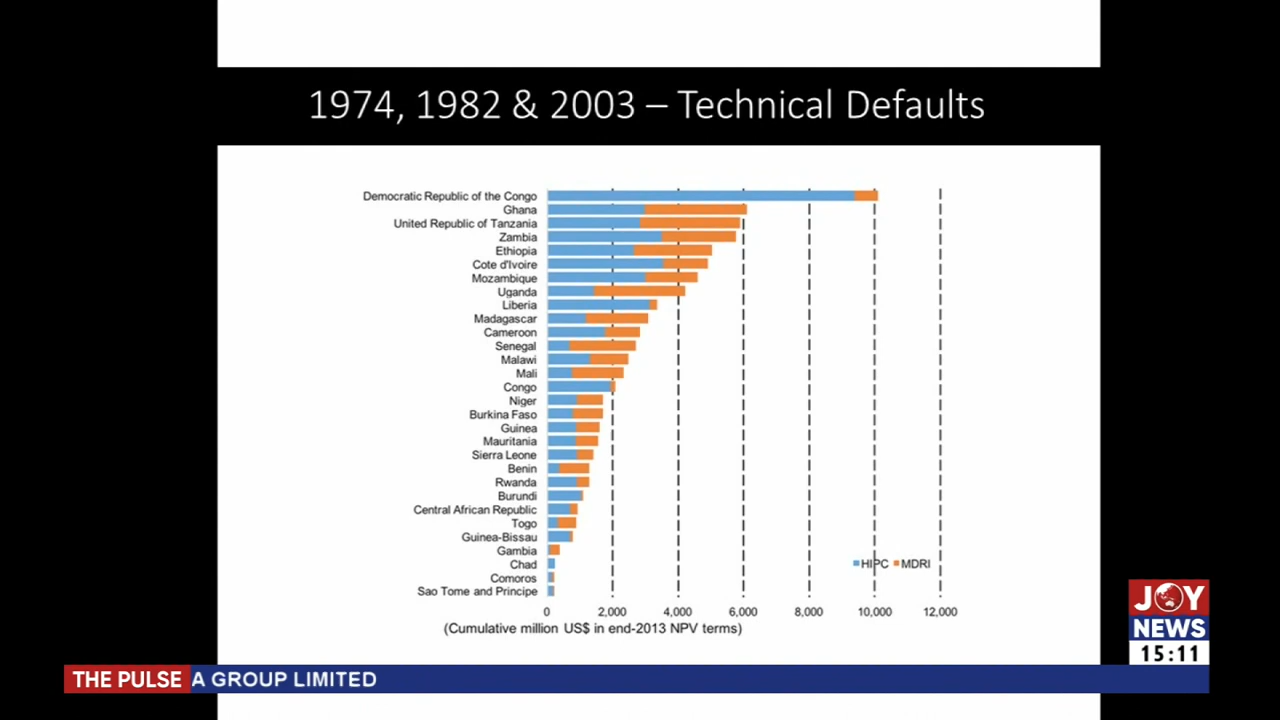 1974, 1982 & 2003 – Technical Defaults
Democratic Republic of the Congo
Ghana
United Republic of Tanzania
Zambia
Ethiopia
Cote d'Ivoire
Mozambique
Uganda
Liberia
Madagascar
Cameroon
Senegal
Malawi
Mali
Congo
Niger
Burkina Faso
Guinea
Mauritania
Sierra Leone
Benin
Rwanda
Burundi
Central African Republic
Togo
Guinea-Bissau
Gambia
Chad
Comoros
Sao Tome and Principe
HIPC MDRI
0 2,000 4,000 6,000 8,000 10,000 12,000
(Cumulative million US$ in end-2013 NPV terms)
JOY
NEWS
15:11
THE PULSE A GROUP LIMITED